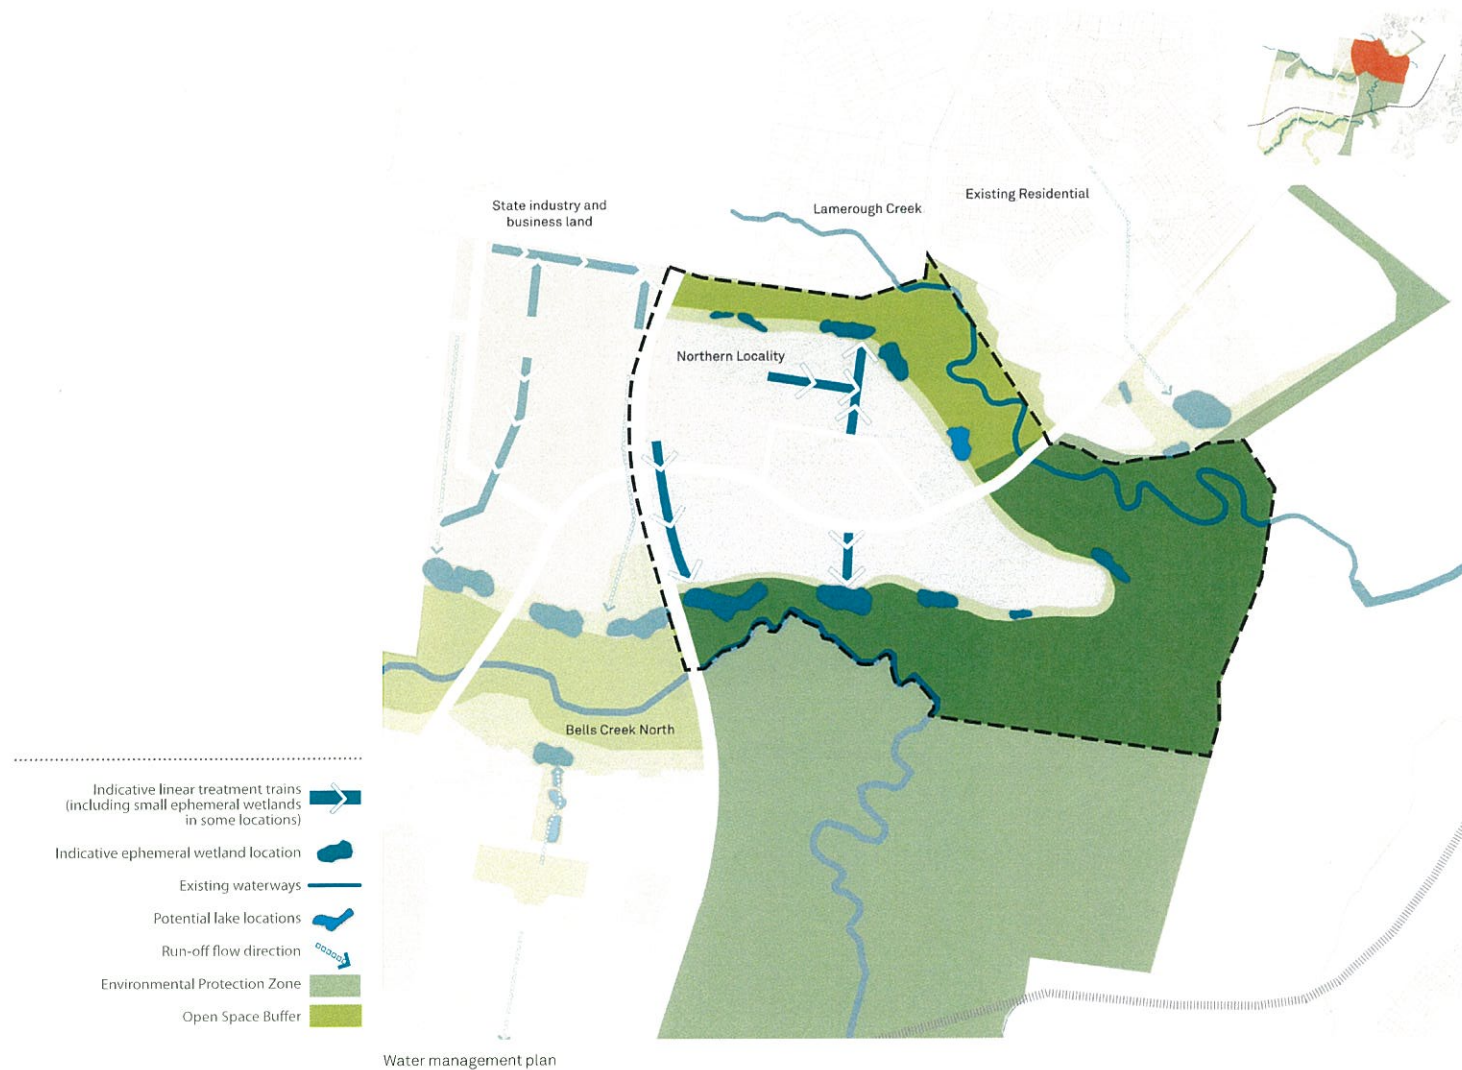 State industry and
business land
Lamerough Creek
Existing Residential
Northern Locality
Bells Creek North
Indicative linear treatment trains
(including small ephemeral wetlands
in some locations)
Indicative ephemeral wetland location
Existing waterways
Potential lake locations
Run-off flow direction
Environmental Protection Zone
Open Space Buffer
Water management plan